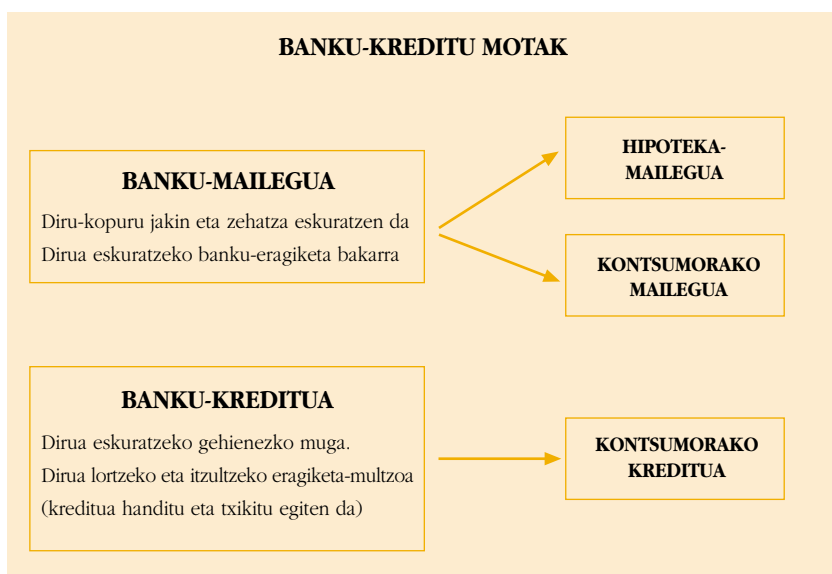 BANKU-KREDITU MOTAK
BANKU-MAILEGUA
Diru-kopuru jakin eta zehatza eskuratzen da
Dirua eskuratzeko banku-eragiketa bakarra
HIPOTEKA-
MAILEGUA
KONTSUMORAKO
MAILEGUA
BANKU-KREDITUA
Dirua eskuratzeko gehienezko muga.
Dirua lortzeko eta itzultzeko eragiketa-multzoa
(kreditua handitu eta txikitu egiten da)
KONTSUMORAKO
KREDITUA